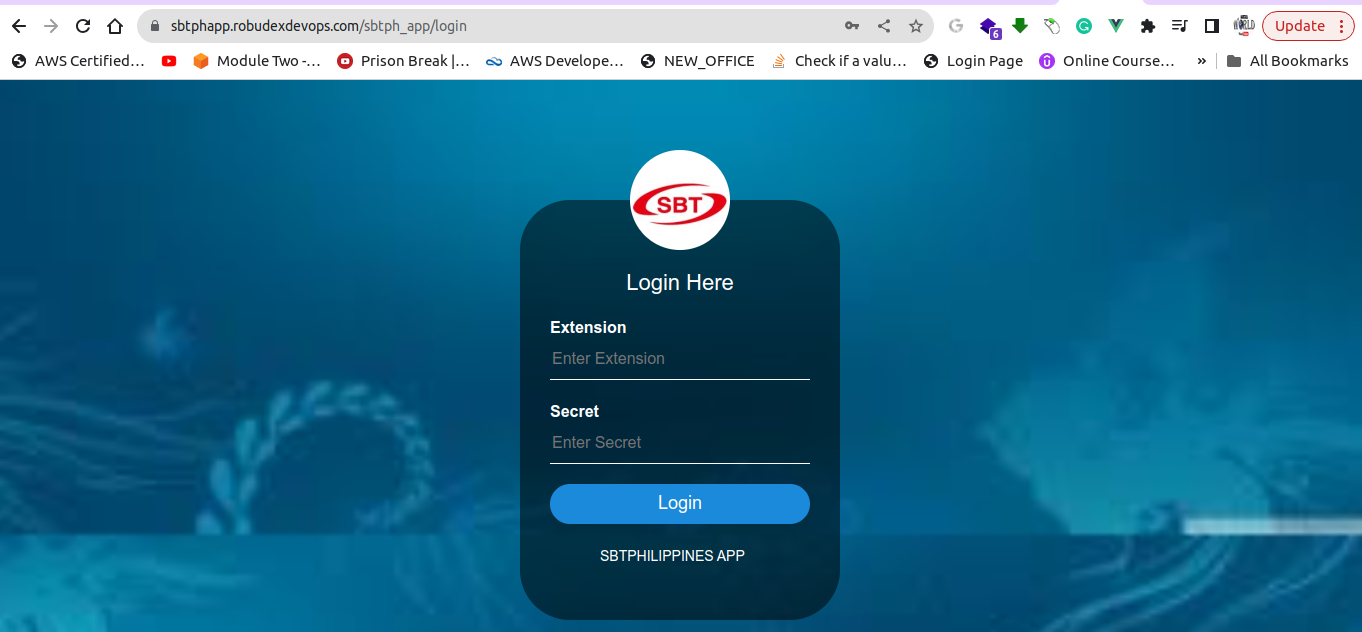 sbtphapp.robudexdevops.com/sbtph_app/login
6
Update
AWS Certified…
Module Two -…
Prison Break |…
AWS Develope…
NEW_OFFICE
Check if a valu…
Login Page
Online Course…
»
All Bookmarks
SBT
Login Here
Extension
Enter Extension
Secret
Enter Secret
Login
SBTPHILIPPINES APP